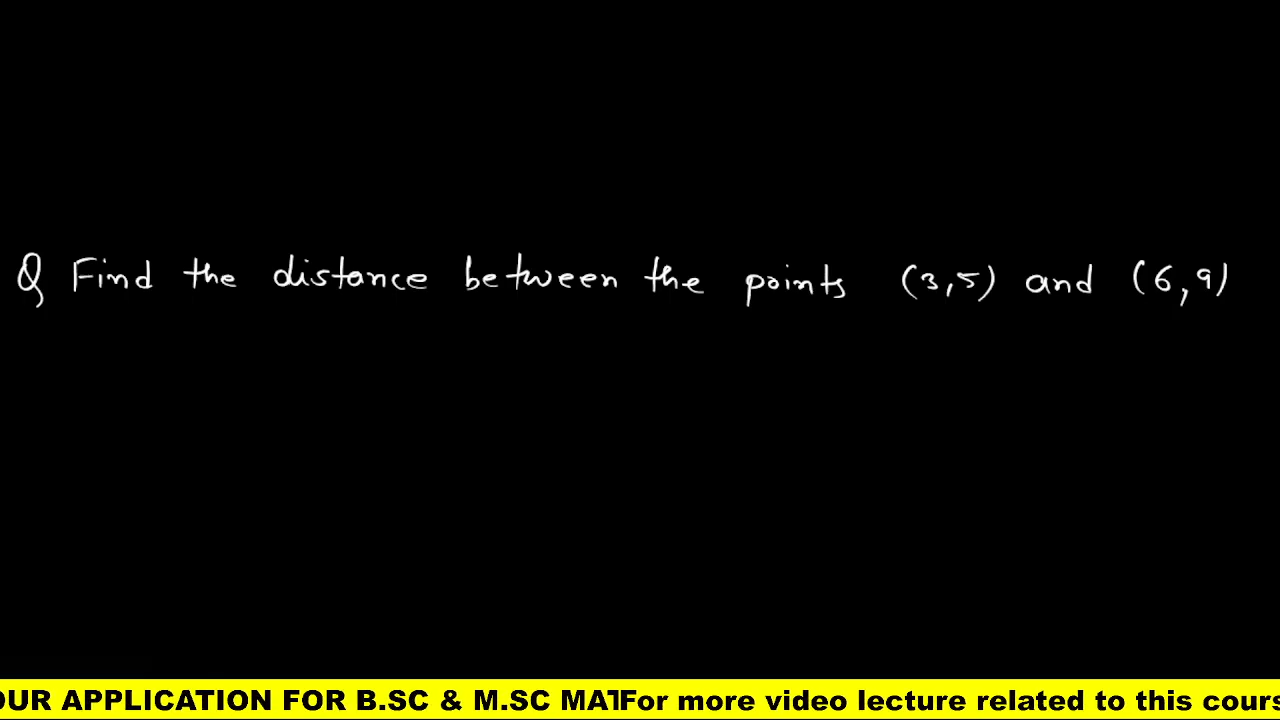 Q Find the distance between the points (3,5) and (6,9)
OUR APPLICATION FOR B.SC & M.SC MATFor more video lecture related to this cours